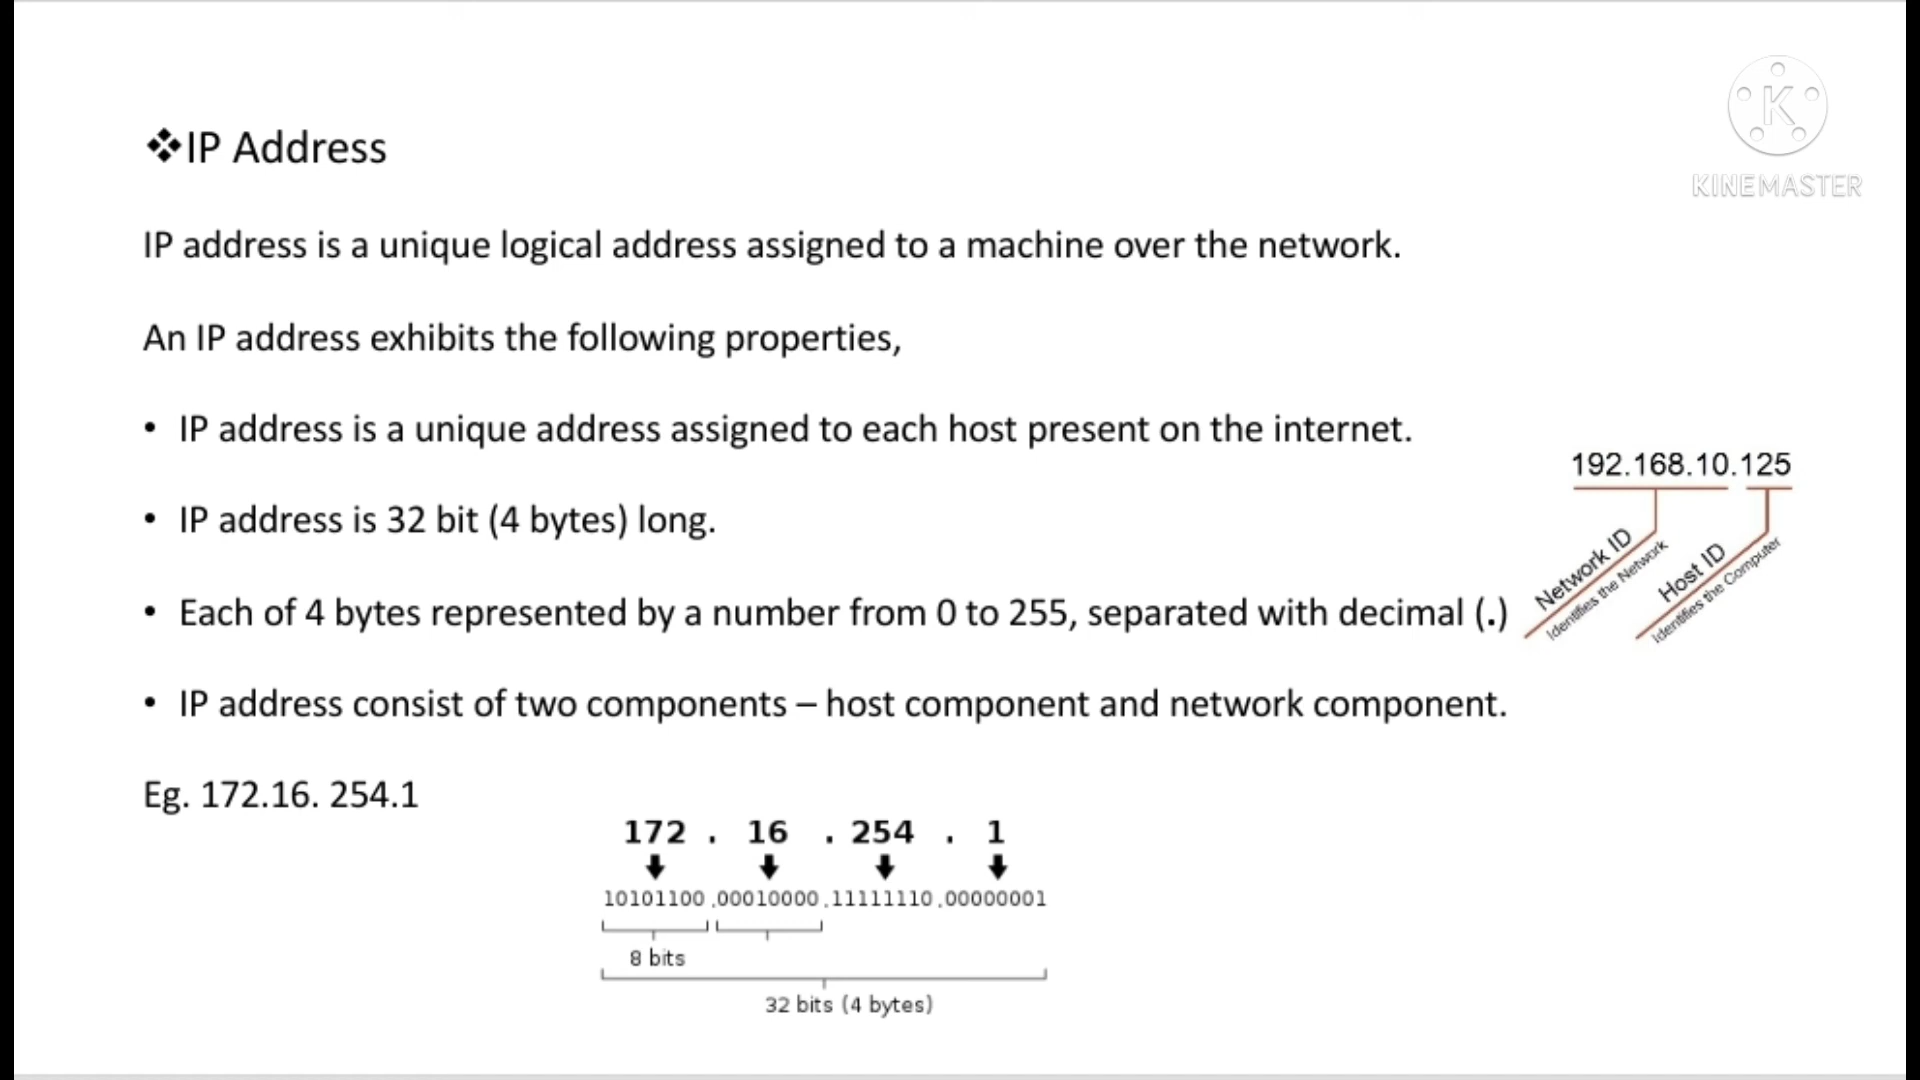 ❖IP Address
K
KINEMASTER
IP address is a unique logical address assigned to a machine over the network.
An IP address exhibits the following properties,
• IP address is a unique address assigned to each host present on the internet.
• IP address is 32 bit (4 bytes) long.
• Each of 4 bytes represented by a number from 0 to 255, separated with decimal (.)
• IP address consist of two components – host component and network component.
192.168.10.125
Network ID
Identifies the Network
Host ID
Identifies the Computer
Eg. 172.16. 254.1
172 . 16 . 254 . 1
10101100.00010000.11111110.00000001
8 bits
32 bits (4 bytes)